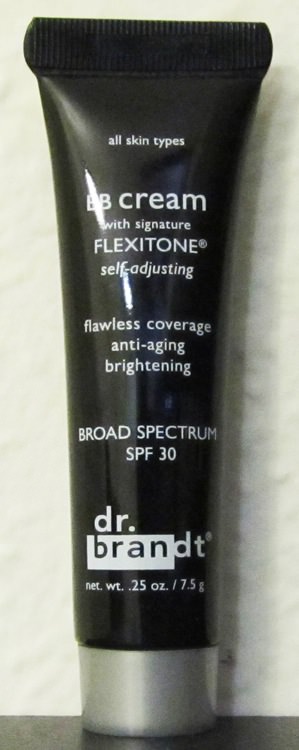 all skin types
BB cream
with signature
FLEXITONE®
self-adjusting
flawless coverage
anti-aging
brightening
BROAD SPECTRUM
SPF 30
dr.
brandt®
net. wt. .25 oz. / 7.5 g